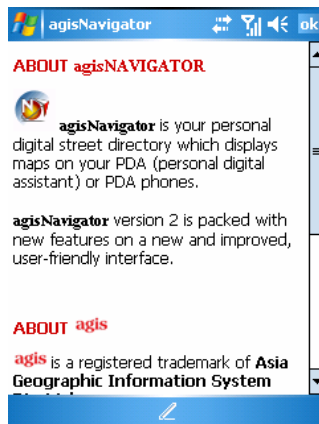 agisNavigator ok
ABOUT agisNAVIGATOR
agisNavigator is your personal
digital street directory which displays
maps on your PDA (personal digital
assistant) or PDA phones.
agisNavigator version 2 is packed with
new features on a new and improved,
user-friendly interface.
ABOUT agis
agis is a registered trademark of Asia
Geographic Information System